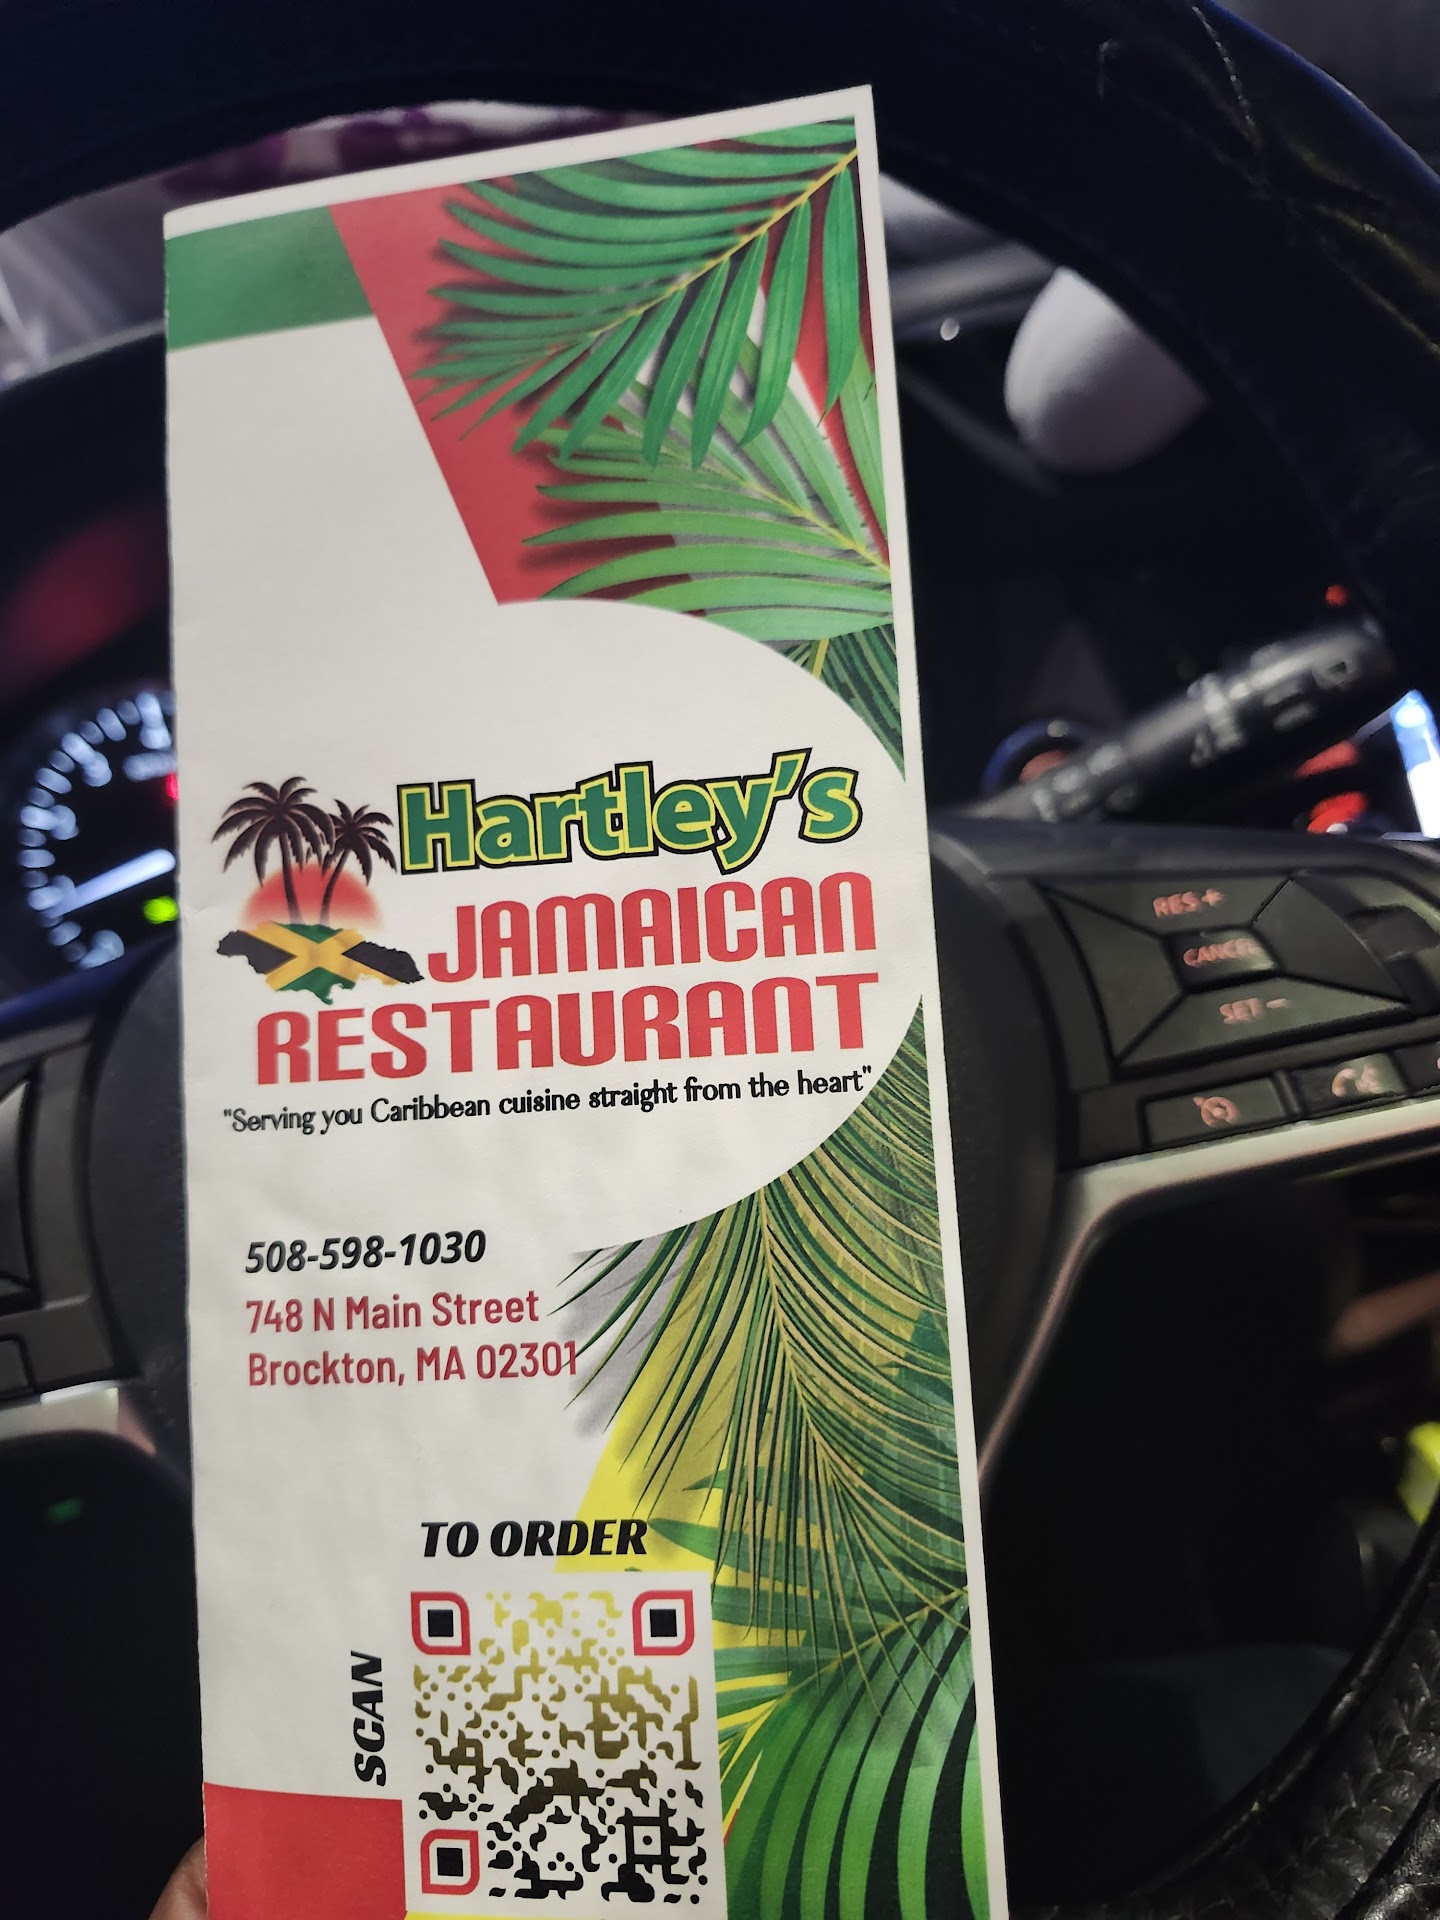 Hartley's
JAMAICAN
RESTAURANT
"Serving you Caribbean cuisine straight from the heart"
508-598-1030
748 N Main Street
Brockton, MA 02301
TO ORDER
SCAN
RES +
CANCEL
SET −